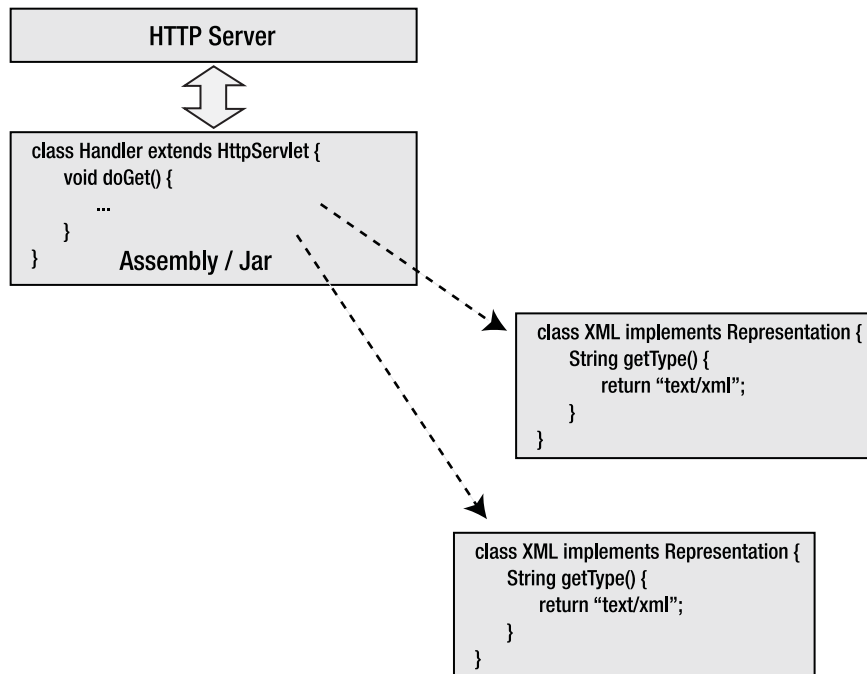 HTTP Server
class Handler extends HttpServlet {
void doGet() {
...
}
}
Assembly / Jar
class XML implements Representation {
String getType() {
return “text/xml”;
}
}
class XML implements Representation {
String getType() {
return “text/xml”;
}
}